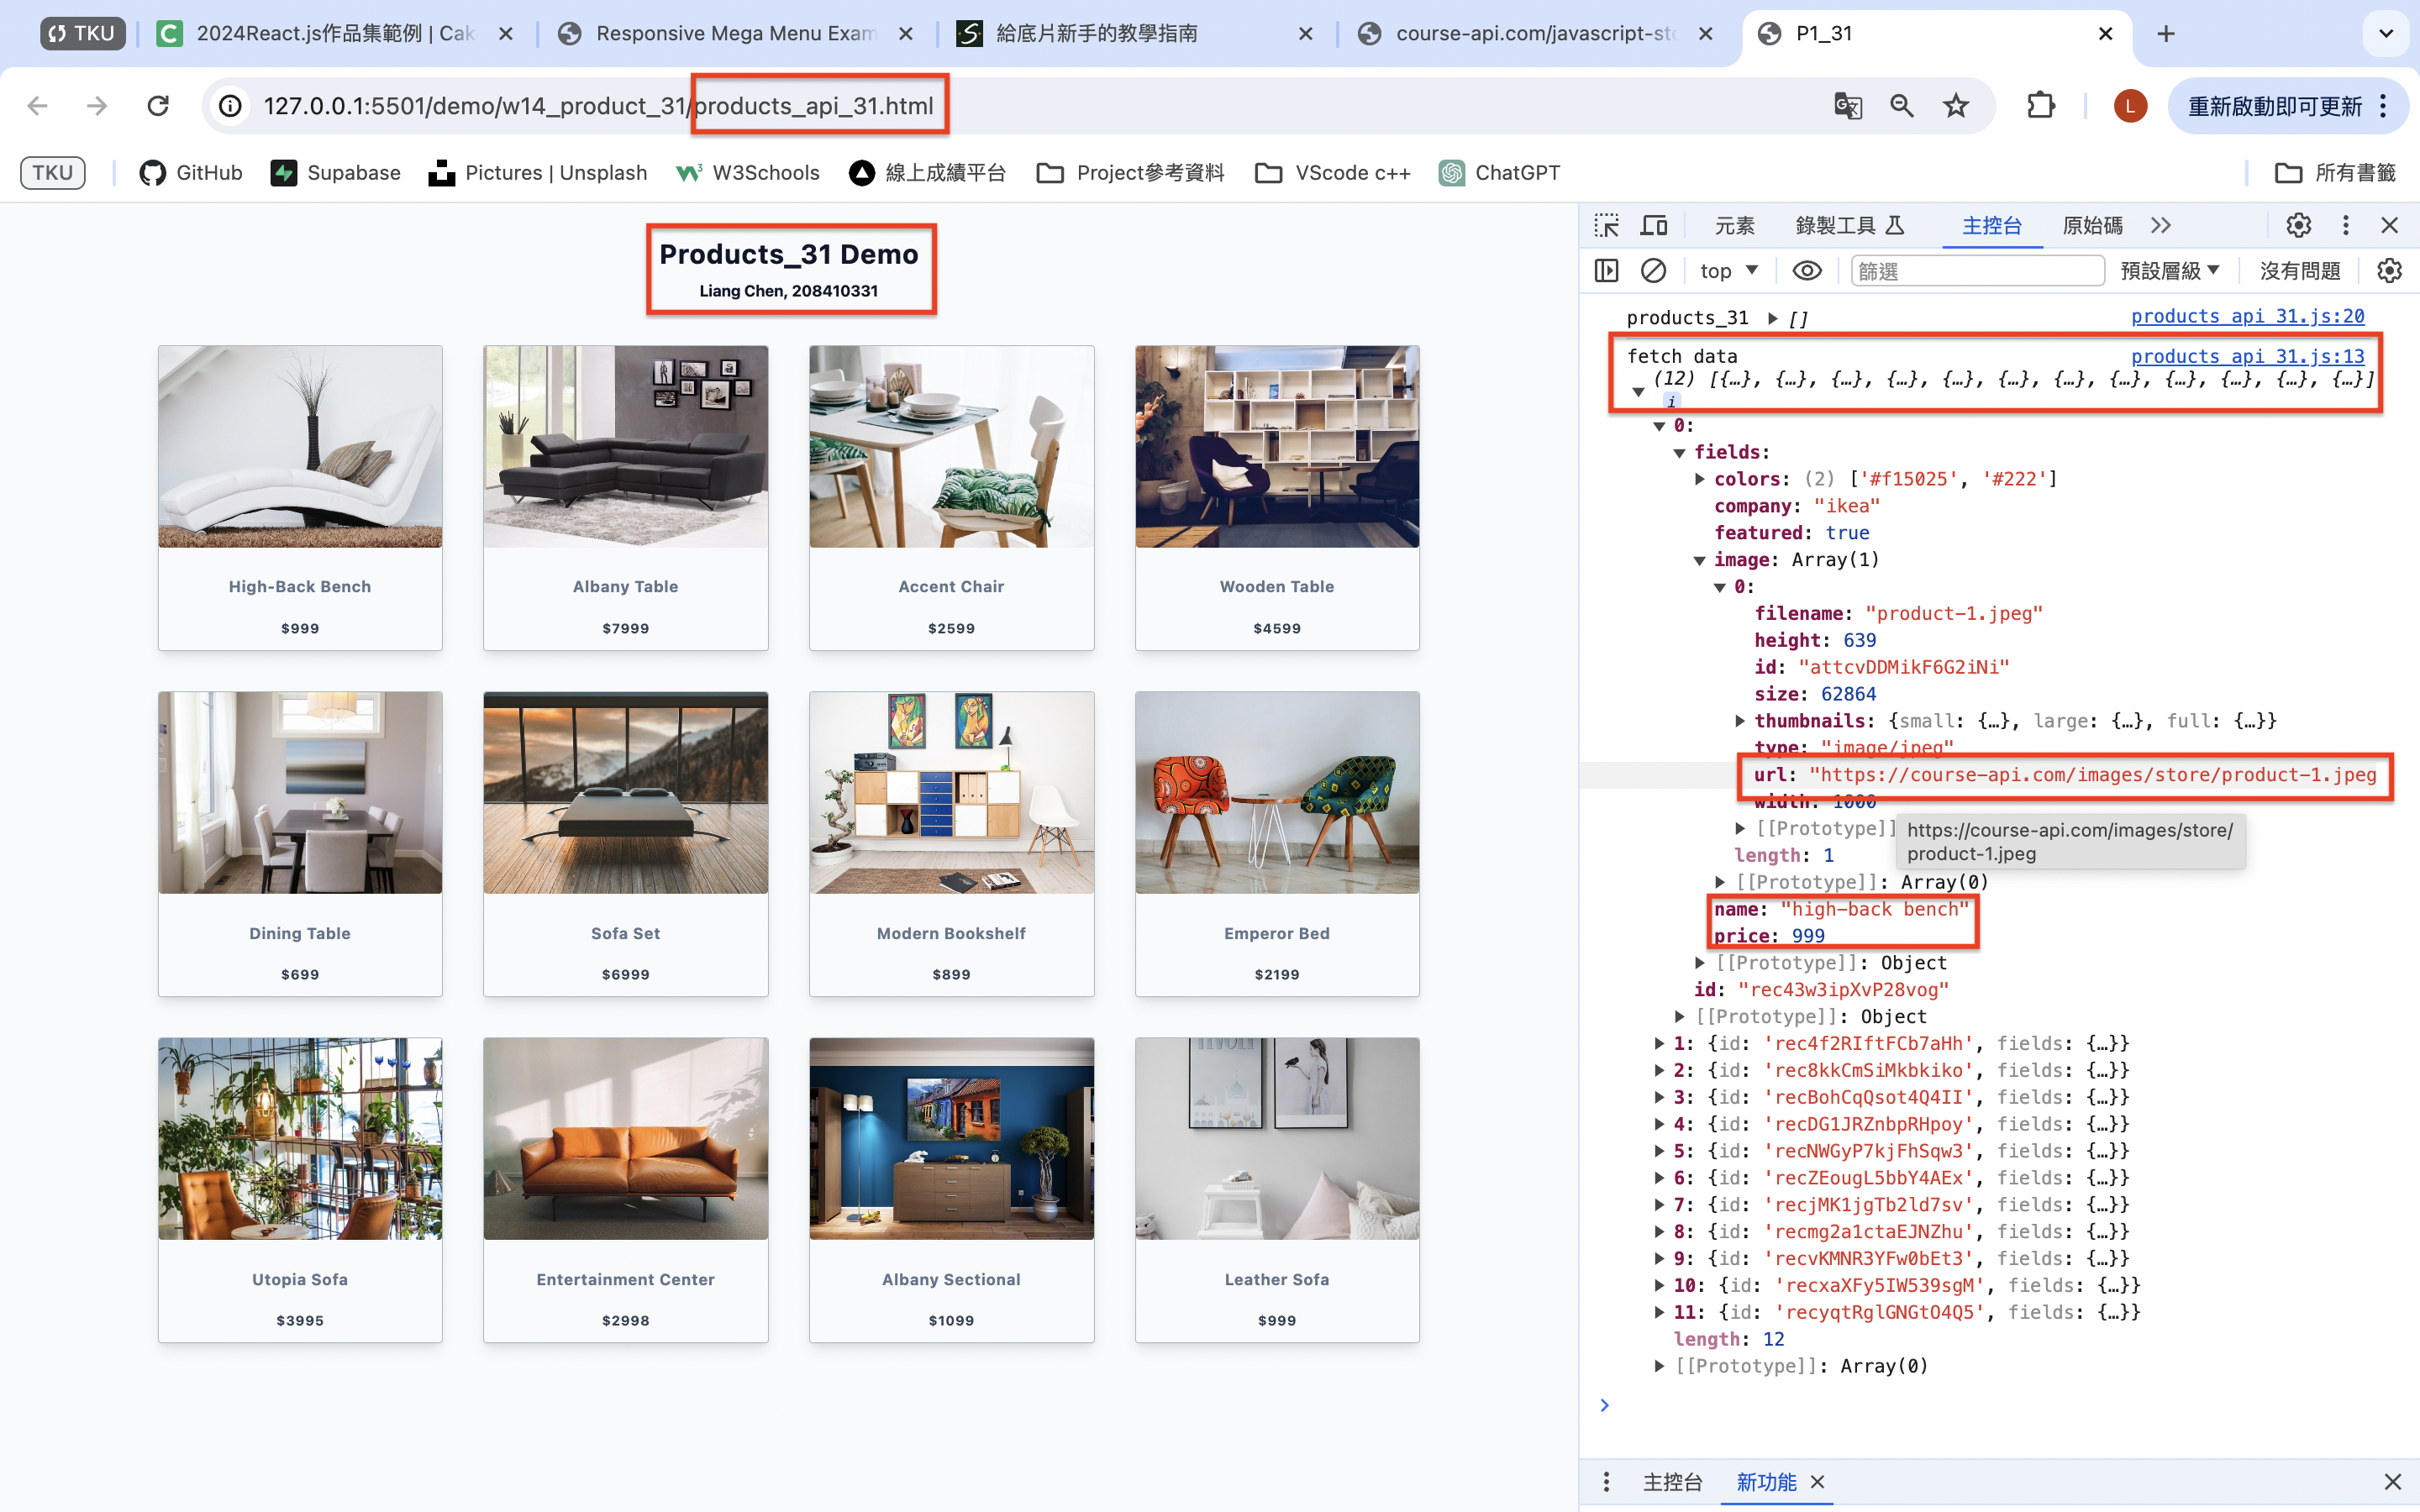 TKU
2024React.js作品集範例 | Cak
Responsive Mega Menu Exam
給底片新手的教學指南
course-api.com/javascript-sto
P1_31
127.0.0.1:5501/demo/w14_product_31/products_api_31.html
L
重新啟動即可更新
TKU
GitHub
Supabase
Pictures | Unsplash
W3Schools
線上成績平台
Project參考資料
VScode c++
ChatGPT
所有書籤
Products_31 Demo
Liang Chen, 208410331
High-Back Bench
$999
Albany Table
$7999
Accent Chair
$2599
Wooden Table
$4599
Dining Table
$699
Sofa Set
$6999
Modern Bookshelf
$899
Emperor Bed
$2199
Utopia Sofa
$3995
Entertainment Center
$2998
Albany Sectional
$1099
Leather Sofa
$999
元素
錄製工具
主控台
原始碼
top
篩選
預設層級
沒有問題
products_31 ▶ []
products_api_31.js:20
fetch data
products_api_31.js:13
(12) [{…}, {…}, {…}, {…}, {…}, {…}, {…}, {…}, {…}, {…}, {…}, {…}]
i
▼ 0:
▼ fields:
▶ colors: (2) ['#f15025', '#222']
company: "ikea"
featured: true
▼ image: Array(1)
▼ 0:
filename: "product-1.jpeg"
height: 639
id: "attcvDDMikF6G2iNi"
size: 62864
▶ thumbnails: {small: {…}, large: {…}, full: {…}}
type: "image/jpeg"
url: "https://course-api.com/images/store/product-1.jpeg
width: 1000
▶ [[Prototype]]
https://course-api.com/images/store/
product-1.jpeg
length: 1
▶ [[Prototype]]: Array(0)
name: "high-back bench"
price: 999
▶ [[Prototype]]: Object
id: "rec43w3ipXvP28vog"
▶ [[Prototype]]: Object
▶ 1: {id: 'rec4f2RIftFCb7aHh', fields: {…}}
▶ 2: {id: 'rec8kkCmSiMkbkiko', fields: {…}}
▶ 3: {id: 'recBohCqQsot4Q4II', fields: {…}}
▶ 4: {id: 'recDG1JRZnbpRHpoy', fields: {…}}
▶ 5: {id: 'recNWGyP7kjFhSqw3', fields: {…}}
▶ 6: {id: 'recZEougL5bbY4AEx', fields: {…}}
▶ 7: {id: 'recjMK1jgTb2ld7sv', fields: {…}}
▶ 8: {id: 'recmg2a1ctaEJNZhu', fields: {…}}
▶ 9: {id: 'recvKMNR3YFw0bEt3', fields: {…}}
▶ 10: {id: 'recxaXFy5IW539sgM', fields: {…}}
▶ 11: {id: 'recyqtRglGNGtO4Q5', fields: {…}}
length: 12
▶ [[Prototype]]: Array(0)
主控台
新功能